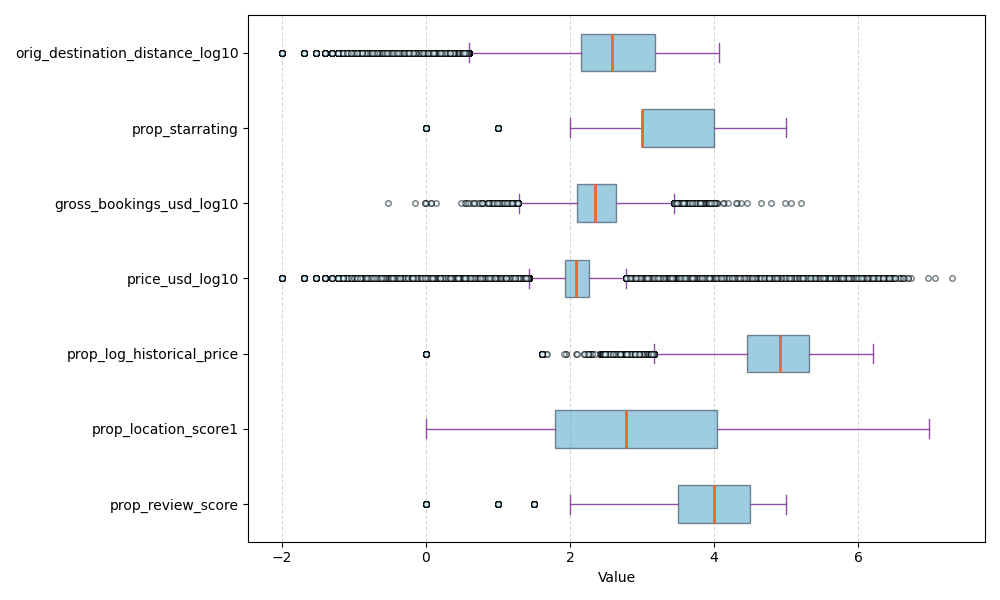 orig_destination_distance_log10
prop_starrating
gross_bookings_usd_log10
price_usd_log10
prop_log_historical_price
prop_location_score1
prop_review_score
−2 0 2 4 6
Value